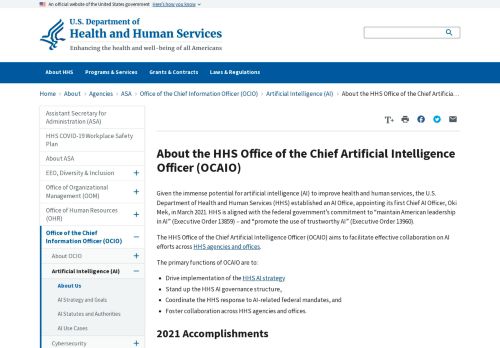 An official website of the United States government Here's how you know
U.S. Department of
Health and Human Services
Enhancing the health and well-being of all Americans
About HHS Programs & Services Grants & Contracts Laws & Regulations
Home › About › Agencies › ASA › Office of the Chief Information Officer (OCIO) › Artificial Intelligence (AI) › About the HHS Office of the Chief Artificia...
Assistant Secretary for
Administration (ASA)
HHS COVID-19 Workplace Safety
Plan
About ASA
EEO, Diversity & Inclusion +
Office of Organizational
Management (OOM) +
Office of Human Resources
(OHR) +
Office of the Chief
Information Officer (OCIO) –
About OCIO +
Artificial Intelligence (AI) –
About Us
AI Strategy and Goals
AI Statutes and Authorities
AI Use Cases
Cybersecurity +
T+
About the HHS Office of the Chief Artificial Intelligence
Officer (OCAIO)
Given the immense potential for artificial intelligence (AI) to improve health and human services, the U.S.
Department of Health and Human Services (HHS) established an AI Office, appointing its first Chief AI Officer, Oki
Mek, in March 2021. HHS is aligned with the federal government's commitment to "maintain American leadership
in AI" (Executive Order 13859) – and "promote the use of trustworthy AI" (Executive Order 13960).
The HHS Office of the Chief Artificial Intelligence Officer (OCAIO) aims to facilitate effective collaboration on AI
efforts across HHS agencies and offices.
The primary functions of OCAIO are to:
• Drive implementation of the HHS AI strategy
• Stand up the HHS AI governance structure,
• Coordinate the HHS response to AI-related federal mandates, and
• Foster collaboration across HHS agencies and offices.
2021 Accomplishments